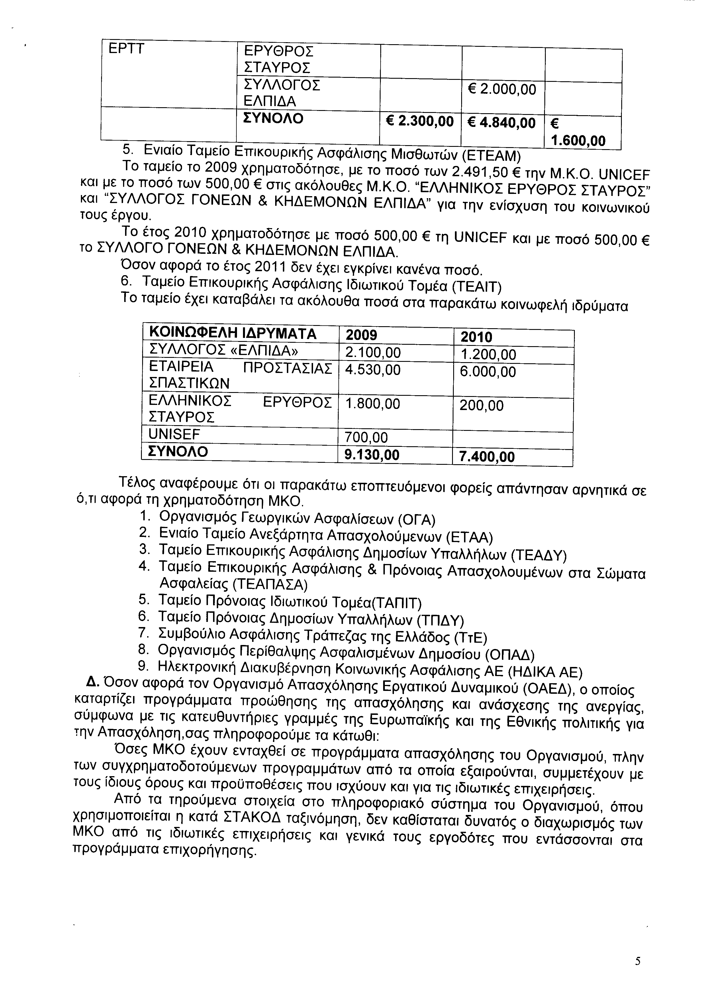 ΕΡΤΤ ΕΡΥΘΡΟΣ
ΣΤΑΥΡΟΣ
ΣΥΛΛΟΓΟΣ € 2.000,00
ΕΛΠΙΔΑ
ΣΥΝΟΛΟ € 2.300,00 € 4.840,00 €
1.600,00
5. Ενιαίο Ταμείο Επικουρικής Ασφάλισης Μισθωτών (ΕΤΕΑΜ)
Το ταμείο το 2009 χρηματοδότησε, με το ποσό των 2.491,50 € την Μ.Κ.Ο. UNICEF
και με το ποσό των 500,00 € στις ακόλουθες Μ.Κ.Ο. “ΕΛΛΗΝΙΚΟΣ ΕΡΥΘΡΟΣ ΣΤΑΥΡΟΣ”
και “ΣΥΛΛΟΓΟΣ ΓΟΝΕΩΝ & ΚΗΔΕΜΟΝΩΝ ΕΛΠΙΔΑ” για την ενίσχυση του κοινωνικού
τους έργου.
Το έτος 2010 χρηματοδότησε με ποσό 500,00 € τη UNICEF και με ποσό 500,00 €
το ΣΥΛΛΟΓΟ ΓΟΝΕΩΝ & ΚΗΔΕΜΟΝΩΝ ΕΛΠΙΔΑ.
Όσον αφορά το έτος 2011 δεν έχει εγκρίνει κανένα ποσό.
6. Ταμείο Επικουρικής Ασφάλισης Ιδιωτικού Τομέα (ΤΕΑΙΤ)
Το ταμείο έχει καταβάλει τα ακόλουθα ποσά στα παρακάτω κοινωφελή ιδρύματα
ΚΟΙΝΩΦΕΛΗ ΙΔΡΥΜΑΤΑ 2009 2010
ΣΥΛΛΟΓΟΣ «ΕΛΠΙΔΑ» 2.100,00 1.200,00
ΕΤΑΙΡΕΙΑ ΠΡΟΣΤΑΣΙΑΣ 4.530,00 6.000,00
ΣΠΑΣΤΙΚΩΝ
ΕΛΛΗΝΙΚΟΣ ΕΡΥΘΡΟΣ 1.800,00 200,00
ΣΤΑΥΡΟΣ
UNISEF 700,00
ΣΥΝΟΛΟ 9.130,00 7.400,00
Τέλος αναφέρουμε ότι οι παρακάτω εποπτευόμενοι φορείς απάντησαν αρνητικά σε
ό,τι αφορά τη χρηματοδότηση ΜΚΟ.
1. Οργανισμός Γεωργικών Ασφαλίσεων (ΟΓΑ)
2. Ενιαίο Ταμείο Ανεξάρτητα Απασχολούμενων (ΕΤΑΑ)
3. Ταμείο Επικουρικής Ασφάλισης Δημοσίων Υπαλλήλων (ΤΕΑΔΥ)
4. Ταμείο Επικουρικής Ασφάλισης & Πρόνοιας Απασχολουμένων στα Σώματα
Ασφαλείας (ΤΕΑΠΑΣΑ)
5. Ταμείο Πρόνοιας Ιδιωτικού Τομέα(ΤΑΠΙΤ)
6. Ταμείο Πρόνοιας Δημοσίων Υπαλλήλων (ΤΠΔΥ)
7. Συμβούλιο Ασφάλισης Τράπεζας της Ελλάδος (ΤτΕ)
8. Οργανισμός Περίθαλψης Ασφαλισμένων Δημοσίου (ΟΠΑΔ)
9. Ηλεκτρονική Διακυβέρνηση Κοινωνικής Ασφάλισης ΑΕ (ΗΔΙΚΑ ΑΕ)
Δ. Όσον αφορά τον Οργανισμό Απασχόλησης Εργατικού Δυναμικού (ΟΑΕΔ), ο οποίος
καταρτίζει προγράμματα προώθησης της απασχόλησης και ανάσχεσης της ανεργίας,
σύμφωνα με τις κατευθυντήριες γραμμές της Ευρωπαϊκής και της Εθνικής πολιτικής για
την Απασχόληση,σας πληροφορούμε τα κάτωθι:
Όσες ΜΚΟ έχουν ενταχθεί σε προγράμματα απασχόλησης του Οργανισμού, πλην
των συγχρηματοδοτούμενων προγραμμάτων από τα οποία εξαιρούνται, συμμετέχουν με
τους ίδιους όρους και προϋποθέσεις που ισχύουν και για τις ιδιωτικές επιχειρήσεις.
Από τα τηρούμενα στοιχεία στο πληροφοριακό σύστημα του Οργανισμού, όπου
χρησιμοποιείται η κατά ΣΤΑΚΟΔ ταξινόμηση, δεν καθίσταται δυνατός ο διαχωρισμός των
ΜΚΟ από τις ιδιωτικές επιχειρήσεις και γενικά τους εργοδότες που εντάσσονται στα
προγράμματα επιχορήγησης.
5